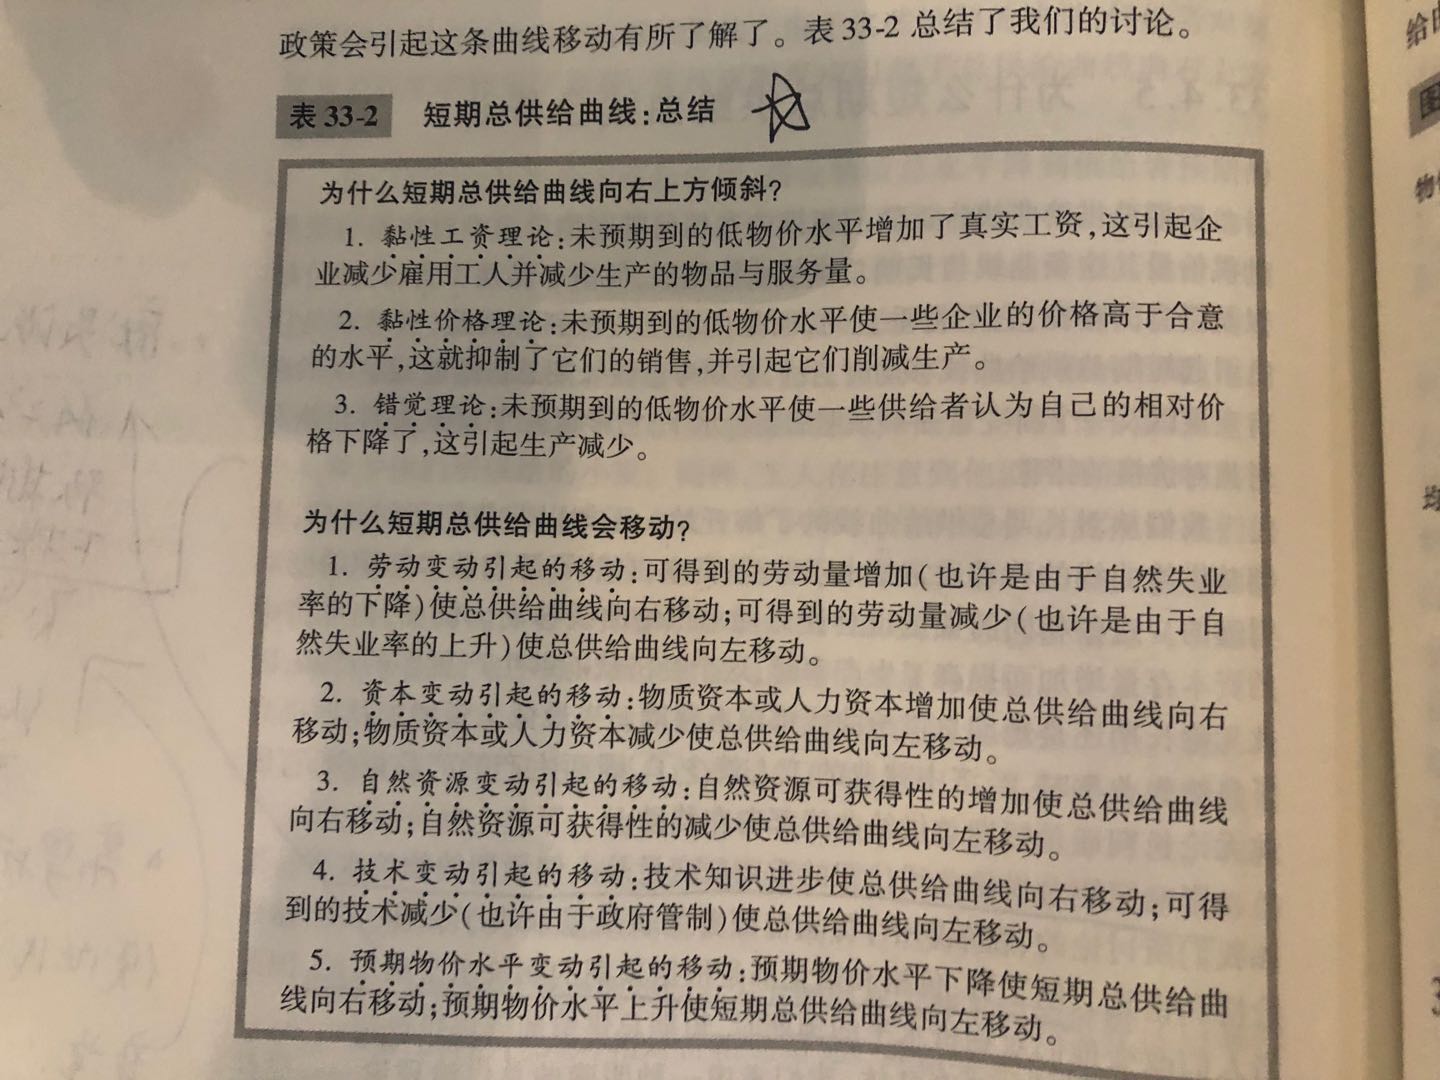 政策会引起这条曲线移动有所了解了。表33-2 总结了我们的讨论。
表 33-2 短期总供给曲线:总结
为什么短期总供给曲线向右上方倾斜?
1. 黏性工资理论:未预期到的低物价水平增加了真实工资,这引起企
业减少雇用工人并减少生产的物品与服务量。
2. 黏性价格理论:未预期到的低物价水平使一些企业的价格高于合意
的水平,这就抑制了它们的销售,并引起它们削减生产。
3. 错觉理论:未预期到的低物价水平使一些供给者认为自己的相对价
格下降了,这引起生产减少。
为什么短期总供给曲线会移动?
1. 劳动变动引起的移动:可得到的劳动量增加(也许是由于自然失业
率的下降)使总供给曲线向右移动;可得到的劳动量减少(也许是由于自
然失业率的上升)使总供给曲线向左移动。
2. 资本变动引起的移动:物质资本或人力资本增加使总供给曲线向右
移动;物质资本或人力资本减少使总供给曲线向左移动。
3. 自然资源变动引起的移动:自然资源可获得性的增加使总供给曲线
向右移动;自然资源可获得性的减少使总供给曲线向左移动。
4. 技术变动引起的移动:技术知识进步使总供给曲线向右移动;可得
到的技术减少(也许由于政府管制)使总供给曲线向左移动。
5. 预期物价水平变动引起的移动:预期物价水平下降使短期总供给曲
线向右移动;预期物价水平上升使短期总供给曲线向左移动。